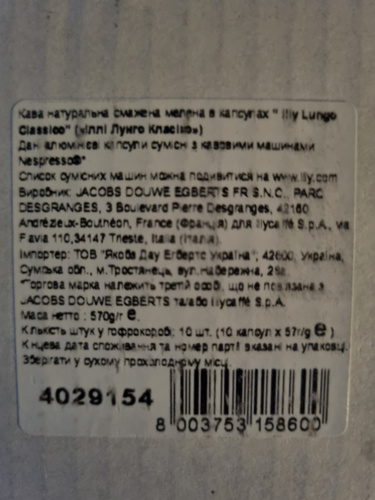 Кава натуральна смажена мелена в капсулах " illy Lungo
Classico" («Іллі Лунго Класіко»)
Дані алюмінієві капсули сумісні з кавовими машинами
Nespresso®*
Список сумісних машин можна подивитися на www.illy.com
Виробник: JACOBS DOUWE EGBERTS FR S.N.C., PARC
DESGRANGES, 3 Boulevard Pierre Desgranges, 42160
Andrézieux-Bouthéon, France (Франція) для illycaffè S.p.A., via
Flavia 110,34147 Trieste, Italia (Італія).
Імпортер: ТОВ "Якобз Дау Егбертс Україна", 42600, Україна,
Сумська обл., м.Тростянець, вул.Набережна, 28а.
*Торгова марка належить третій особі, що не пов'язана з
JACOBS DOUWE EGBERTS та/або illycaffè S.p.A.
Маса нетто : 570g/г e.
Кількість штук у гофрокоробі: 10 шт. (10 капсул x 57г/g e )
Кінцева дата споживання та номер партії вказані на упаковці.
Зберігати у сухому прохолодному місці.
4029154
8 003753 158600